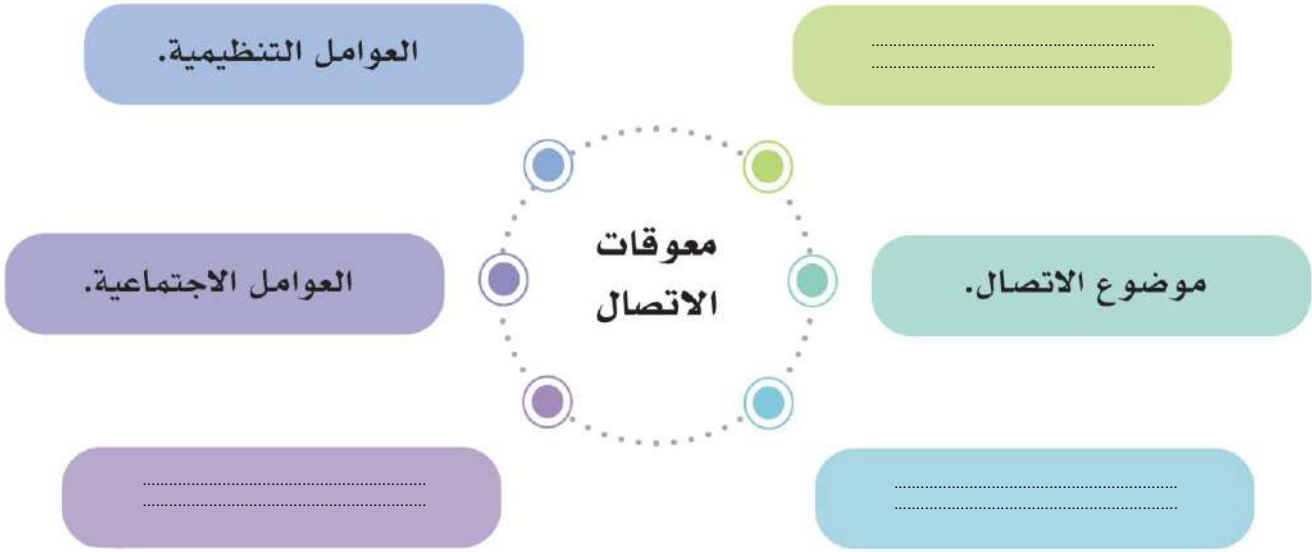 العوامل التنظيمية.
معوقات
الاتصال
موضوع الاتصال.
العوامل الاجتماعية.